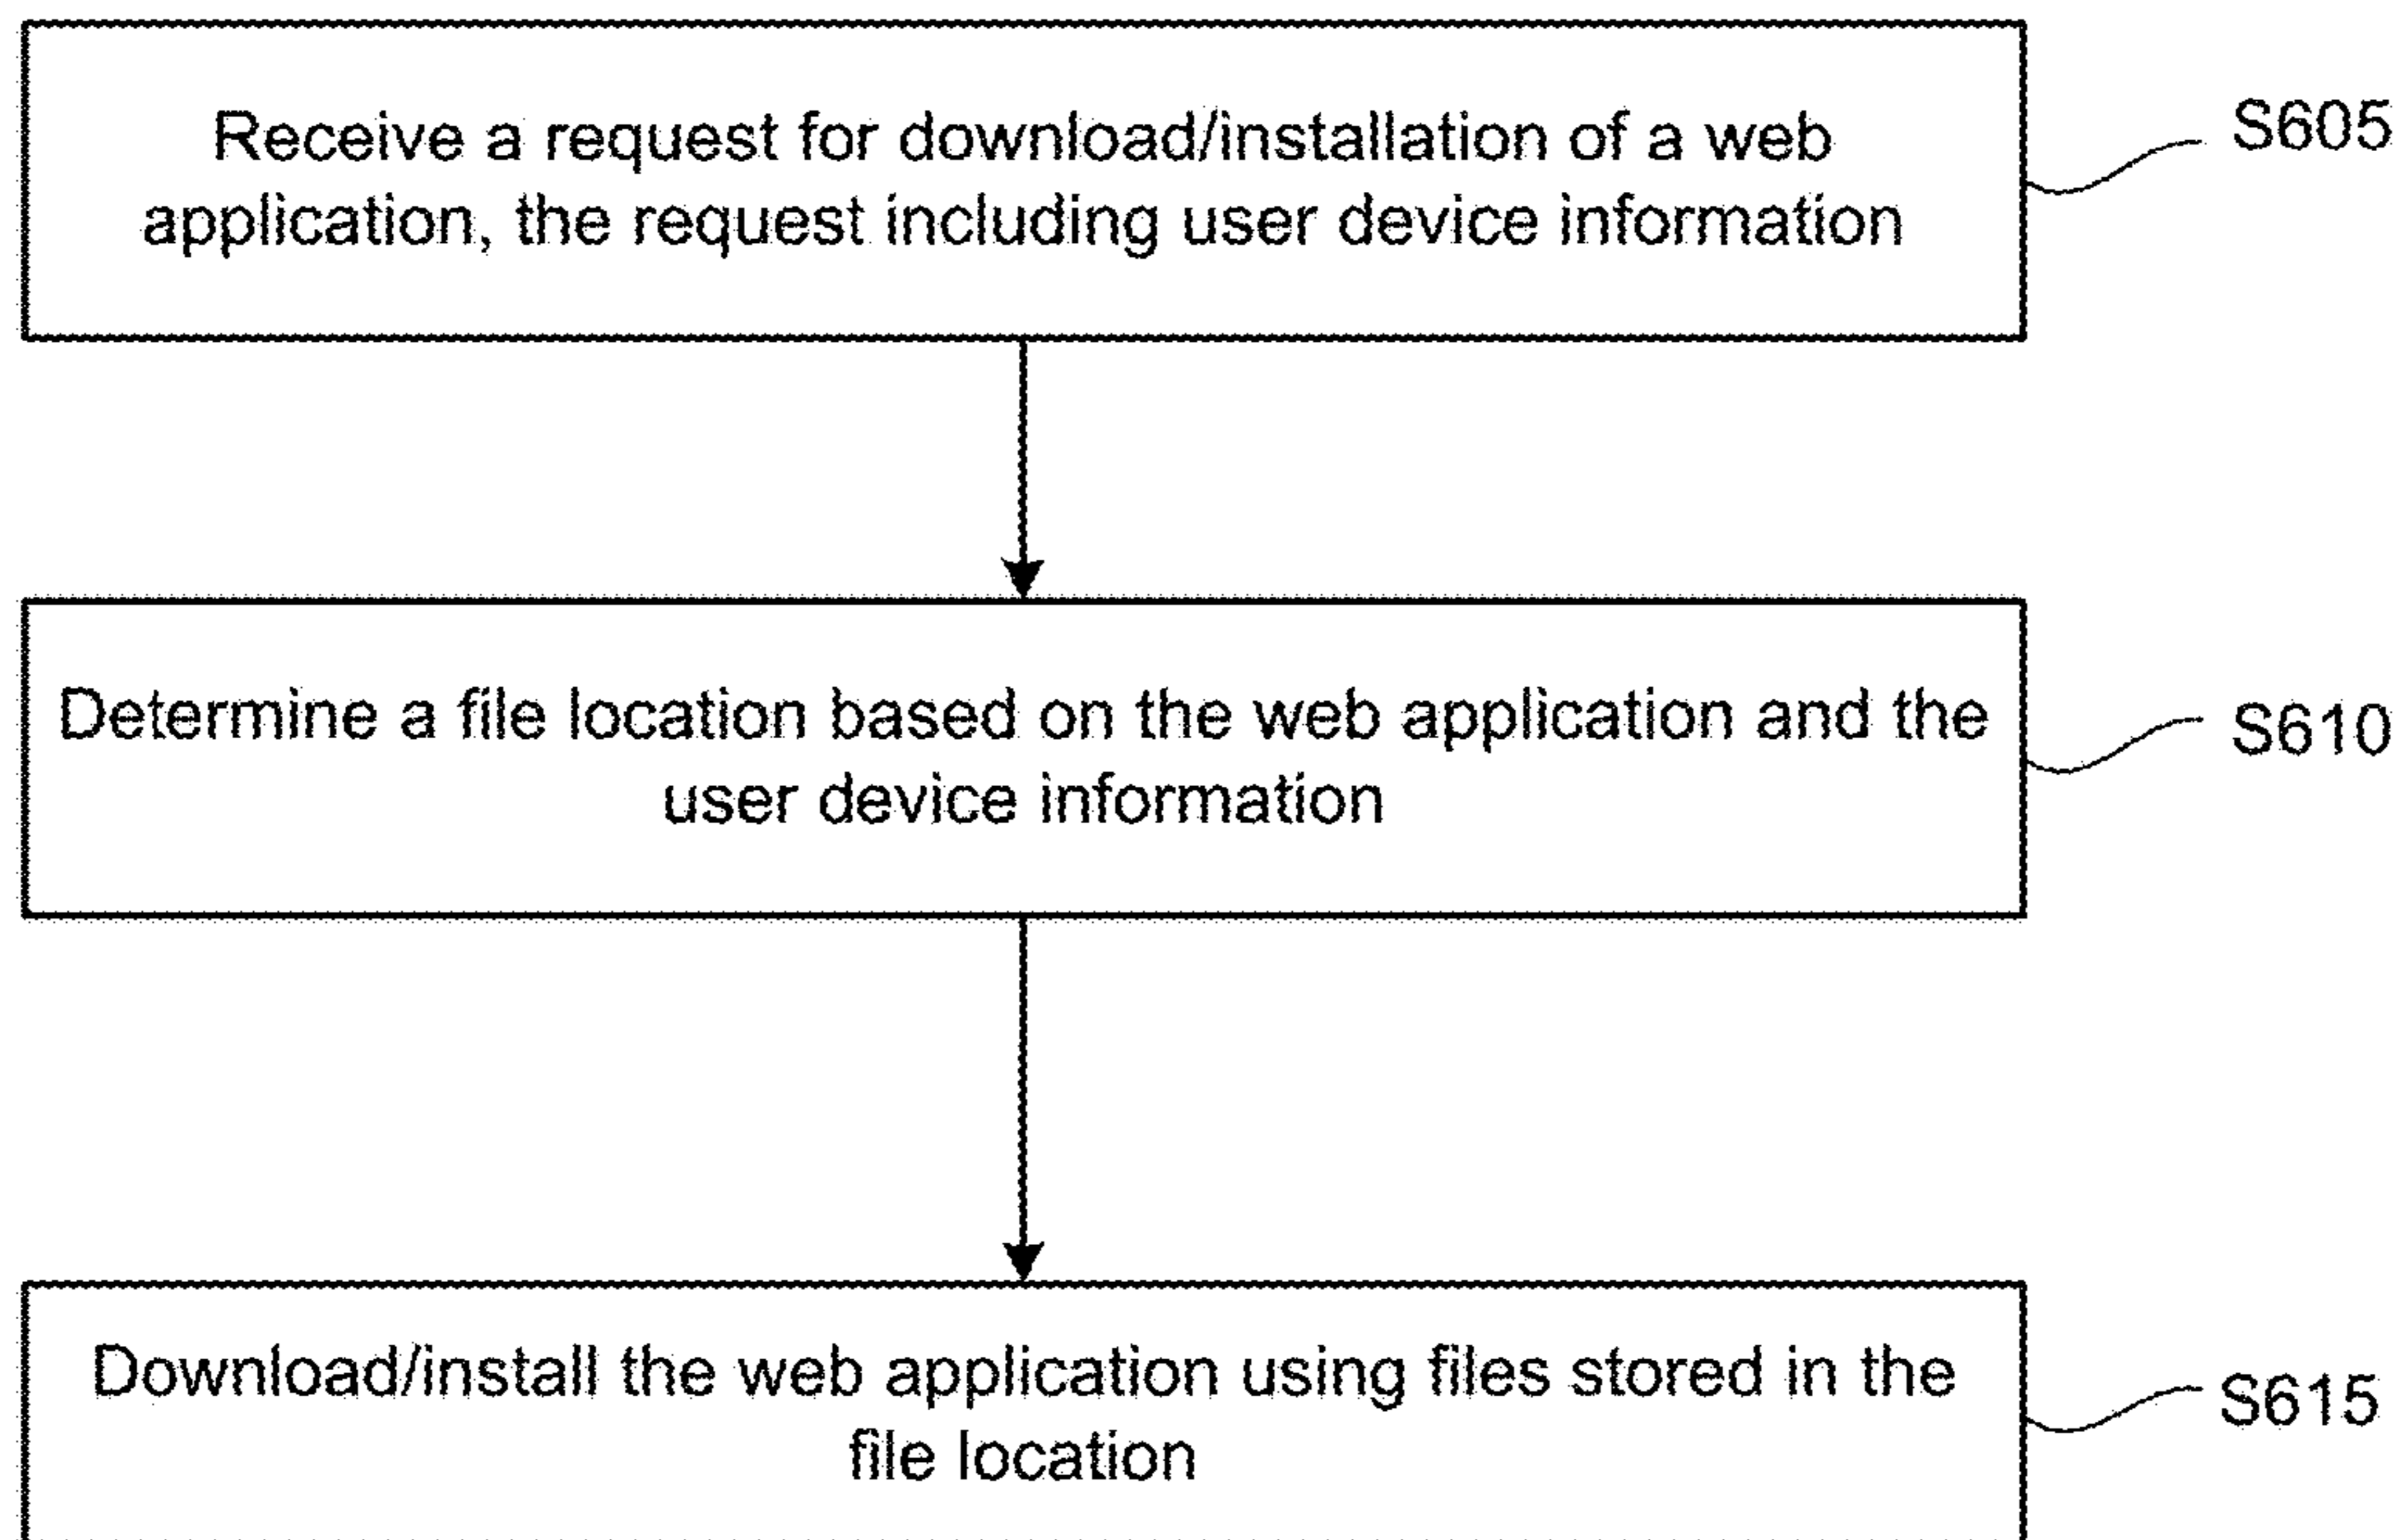 Receive a request for download/installation of a web
application, the request including user device information
S605
Determine a file location based on the web application and the
user device information
S610
Download/install the web application using files stored in the
file location
S615